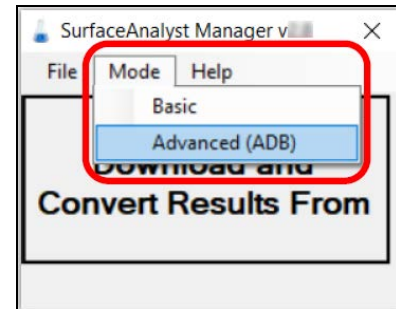 SurfaceAnalyst Manager v
File Mode Help
Basic
Advanced (ADB)
Download and
Convert Results From